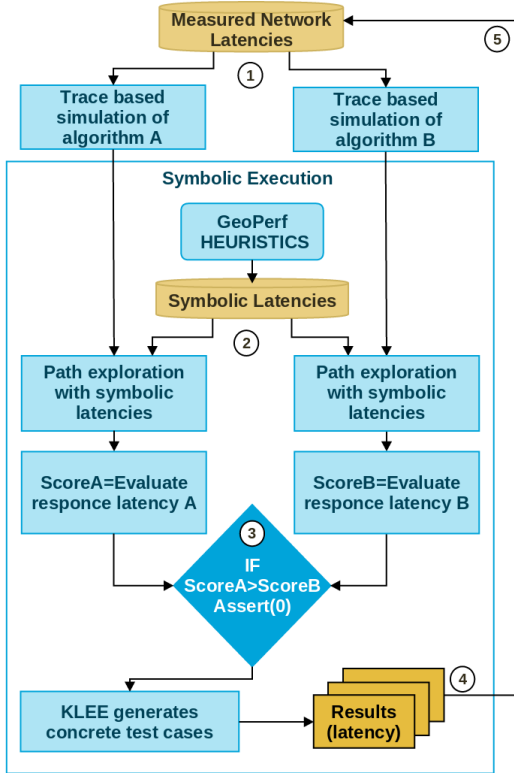 Measured Network
Latencies
5
1
Trace based
simulation of
algorithm A
Trace based
simulation of
algorithm B
Symbolic Execution
GeoPerf
HEURISTICS
Symbolic Latencies
2
Path exploration
with symbolic
latencies
Path exploration
with symbolic
latencies
ScoreA=Evaluate
responce latency A
ScoreB=Evaluate
responce latency B
3
IF
ScoreA>ScoreB
Assert(0)
4
KLEE generates
concrete test cases
Results
(latency)